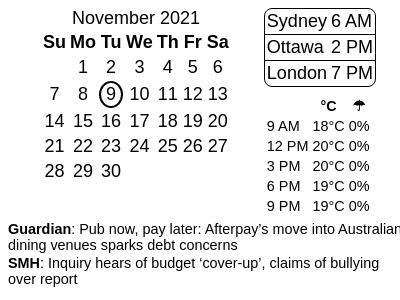 November 2021
Su Mo Tu We Th Fr Sa
1 2 3 4 5 6
7 8 9 10 11 12 13
14 15 16 17 18 19 20
21 22 23 24 25 26 27
28 29 30
Sydney 6 AM
Ottawa 2 PM
London 7 PM
°C ☂
9 AM 18°C 0%
12 PM 20°C 0%
3 PM 20°C 0%
6 PM 19°C 0%
9 PM 19°C 0%
Guardian: Pub now, pay later: Afterpay’s move into Australian
dining venues sparks debt concerns
SMH: Inquiry hears of budget ‘cover-up’, claims of bullying
over report